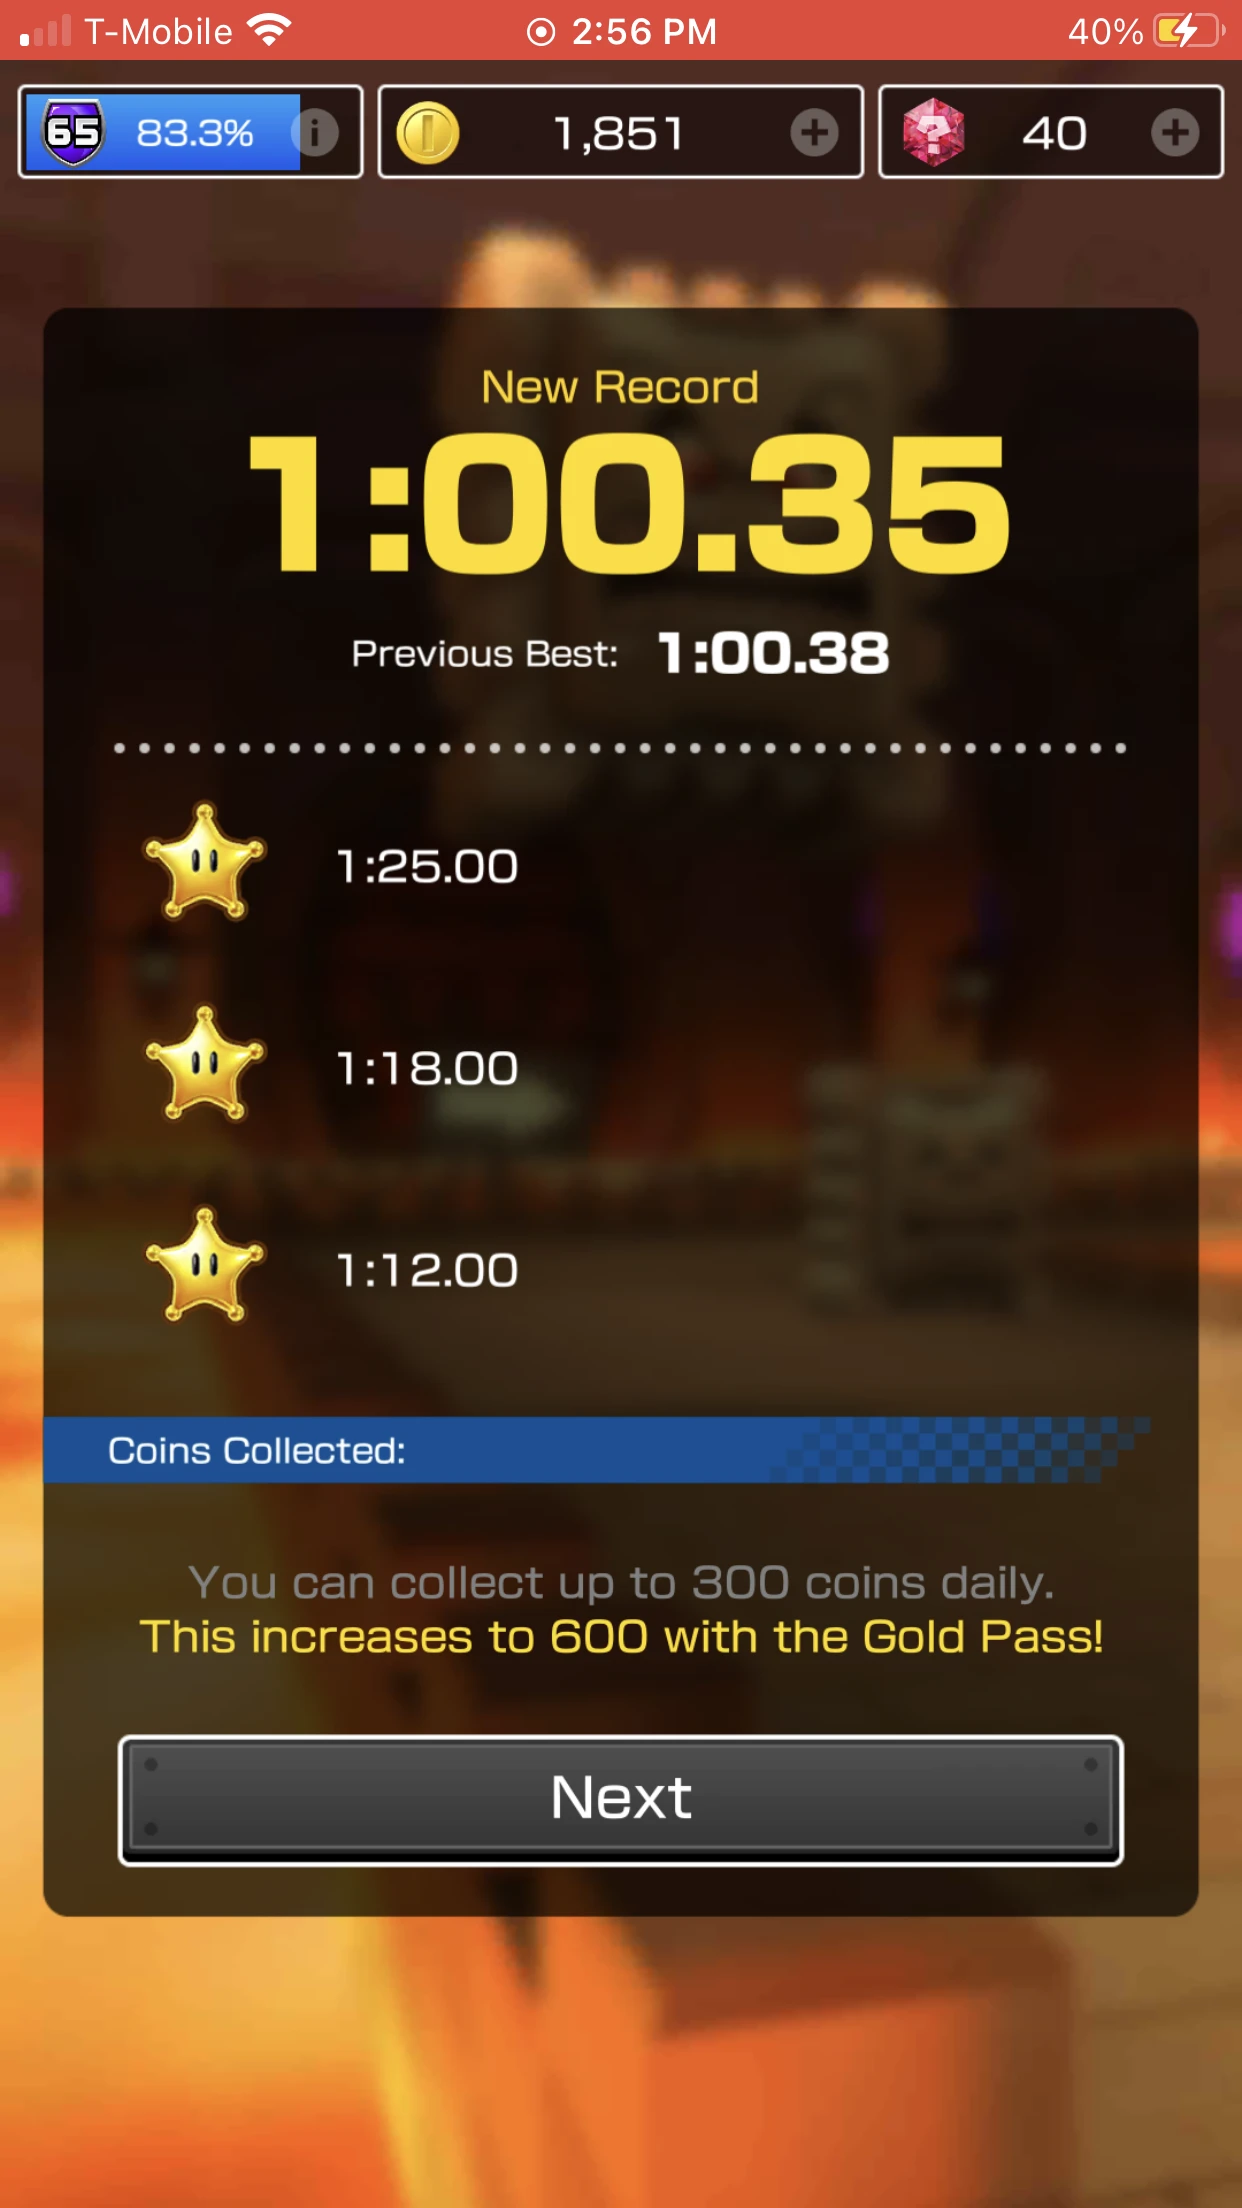 T-Mobile 2:56 PM 40%
65 83.3% i 1,851 + ? 40 +
New Record
1:00.35
Previous Best: 1:00.38
1:25.00
1:18.00
1:12.00
Coins Collected:
You can collect up to 300 coins daily.
This increases to 600 with the Gold Pass!
Next